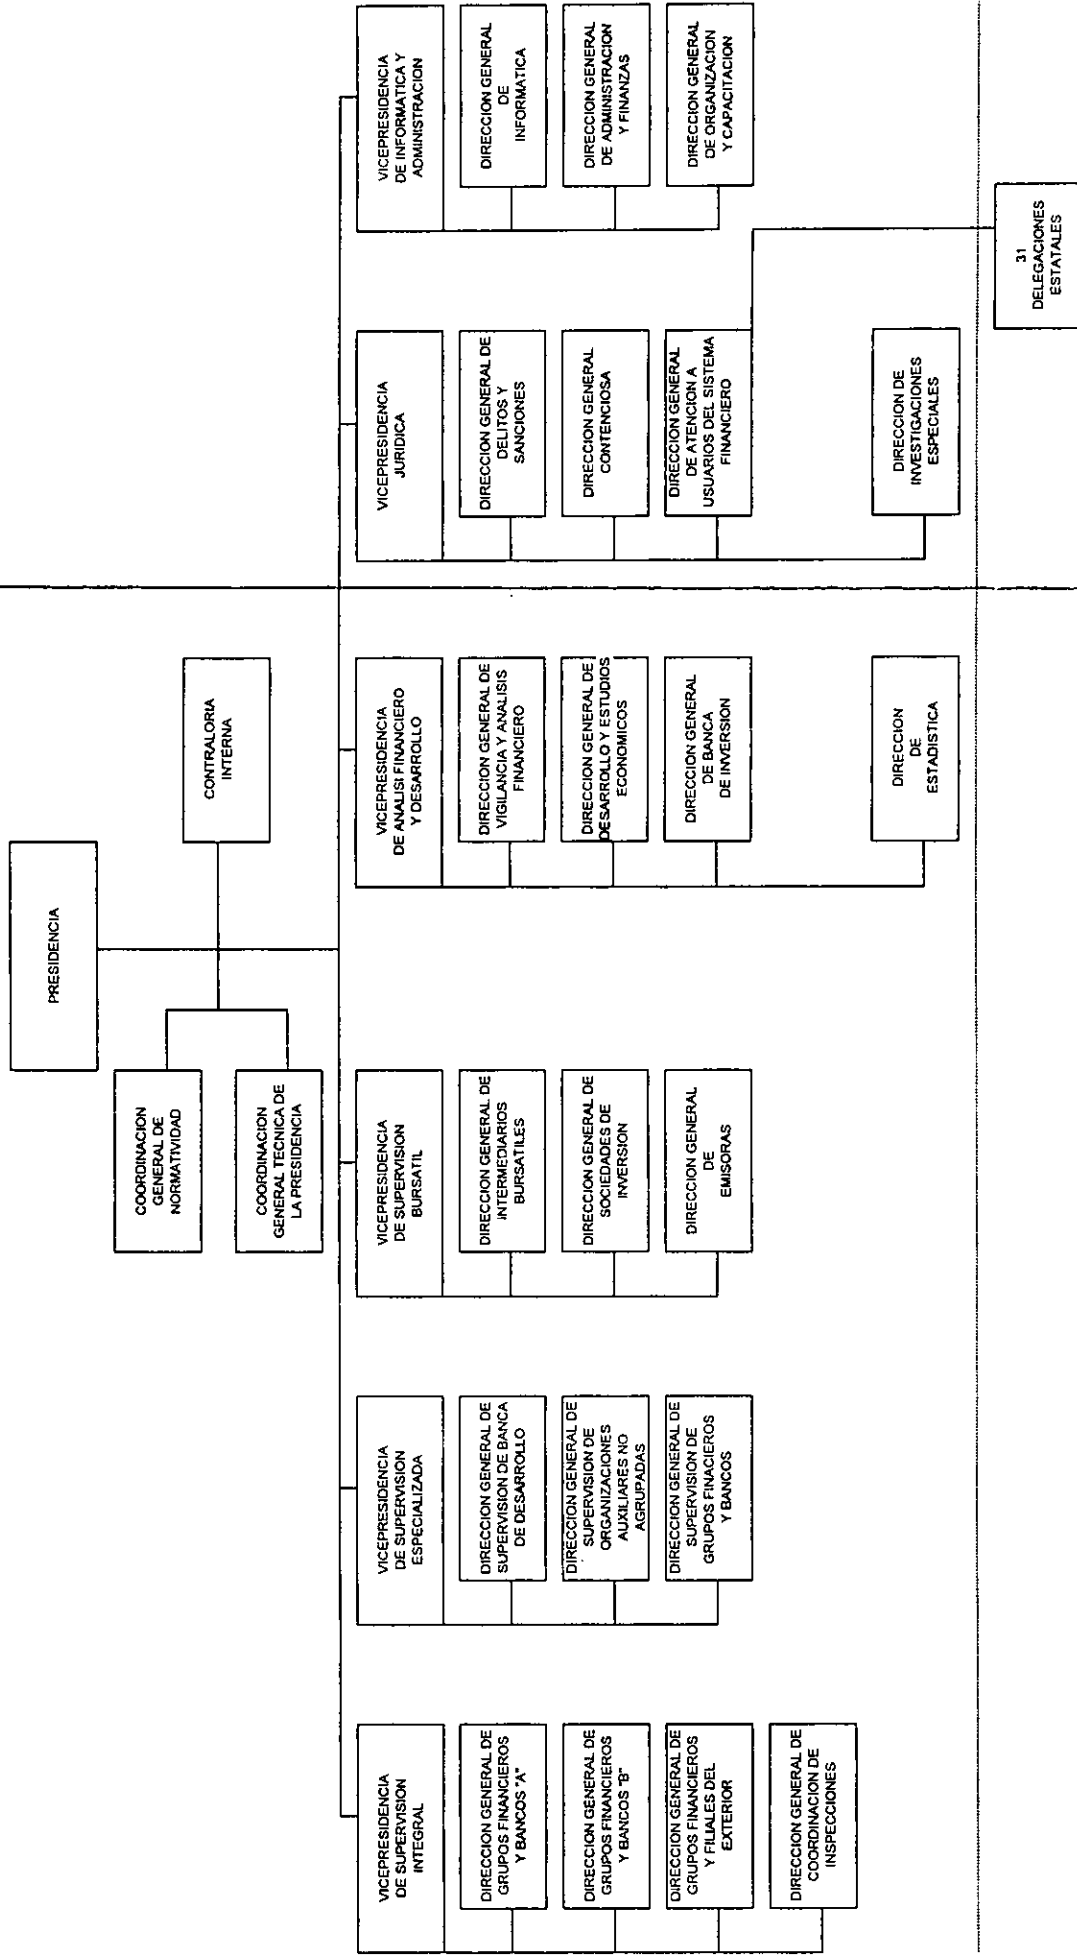 PRESIDENCIA
COORDINACION
GENERAL DE
NORMATIVIDAD
CONTRALORIA
INTERNA
COORDINACION
GENERAL TECNICA DE
LA PRESIDENCIA
VICEPRESIDENCIA
DE SUPERVISION
INTEGRAL
DIRECCION GENERAL DE
GRUPOS FINANCIEROS
Y BANCOS "A"
DIRECCION GENERAL DE
GRUPOS FINANCIEROS
Y BANCOS "B"
DIRECCION GENERAL DE
GRUPOS FINANCIEROS
Y FILIALES DEL
EXTERIOR
DIRECCION GENERAL DE
COORDINACION DE
INSPECCIONES
VICEPRESIDENCIA
DE SUPERVISION
ESPECIALIZADA
DIRECCION GENERAL DE
SUPERVISION DE BANCA
DE DESARROLLO
DIRECCION GENERAL DE
SUPERVISION DE
ORGANIZACIONES
AUXILIARES NO
AGRUPADAS
DIRECCION GENERAL DE
SUPERVISION DE
GRUPOS FINACIEROS
Y BANCOS
VICEPRESIDENCIA
DE SUPERVISION
BURSATIL
DIRECCION GENERAL DE
INTERMEDIARIOS
BURSATILES
DIRECCION GENERAL DE
SOCIEDADES DE
INVERSION
DIRECCION GENERAL
DE
EMISORAS
VICEPRESIDENCIA
DE ANALISI FINANCIERO
Y DESARROLLO
DIRECCION GENERAL DE
VIGILANCIA Y ANALISIS
FINANCIERO
DIRECCION GENERAL DE
DESARROLLO Y ESTUDIOS
ECONOMICOS
DIRECCION GENERAL
DE BANCA
DE INVERSION
DIRECCION
DE
ESTADISTICA
VICEPRESIDENCIA
JURIDICA
DIRECCION GENERAL DE
DELITOS Y
SANCIONES
DIRECCION GENERAL
CONTENCIOSA
DIRECCION GENERAL
DE ATENCION A
USUARIOS DEL SISTEMA
FINANCIERO
DIRECCION DE
INVESTIGACIONES
ESPECIALES
VICEPRESIDENCIA
DE INFORMATICA Y
ADMINISTRACION
DIRECCION GENERAL
DE
INFORMATICA
DIRECCION GENERAL
DE ADMINISTRACION
Y FINANZAS
DIRECCION GENERAL
DE ORGANIZACION
Y CAPACITACION
31
DELEGACIONES
ESTATALES